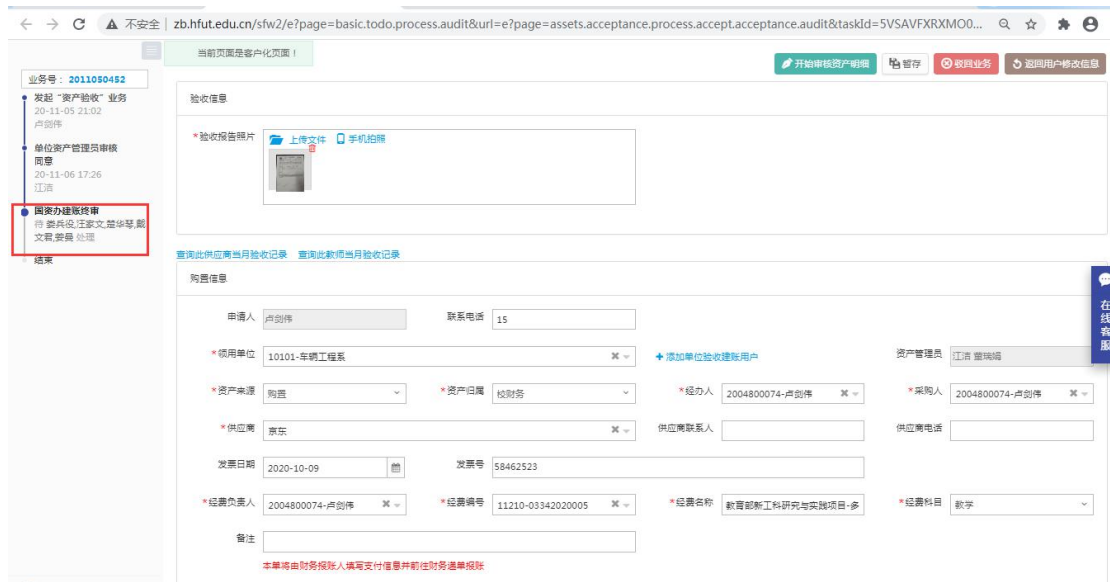 不安全 | zb.hfut.edu.cn/sfw2/e?page=basic.todo.process.audit&url=e?page=assets.acceptance.process.accept.acceptance.audit&taskId=5VSAVFXRXMO0...
当前页面是客户化页面！
开始审核资产明细 暂存 驳回业务 返回用户修改信息
业务号： 2011050452
发起 “资产验收” 业务
20-11-05 21:02
卢剑伟
单位资产管理员审核
同意
20-11-06 17:26
江洁
国资办建账终审
待 娄兵役,汪家文,楚华琴,戴
文君,姜曼 处理
结束
验收信息
*验收报告照片 上传文件 手机拍照
查询此供应商当月验收记录 查询此教师当月验收记录
购置信息
申请人 卢剑伟 联系电话 15
*领用单位 10101-车辆工程系 +添加单位验收建账用户 资产管理员 江洁 董瑞娟
*资产来源 购置 *资产归属 校财务 *经办人 2004800074-卢剑伟 *采购人 2004800074-卢剑伟
*供应商 京东 供应商联系人 供应商电话
发票日期 2020-10-09 发票号 58462523
*经费负责人 2004800074-卢剑伟 *经费编号 11210-03342020005 *经费名称 教育部新工科研究与实践项目-多 *经费科目 教学
备注
本单将由财务报账人填写支付信息并前往财务递单报账
在线客服